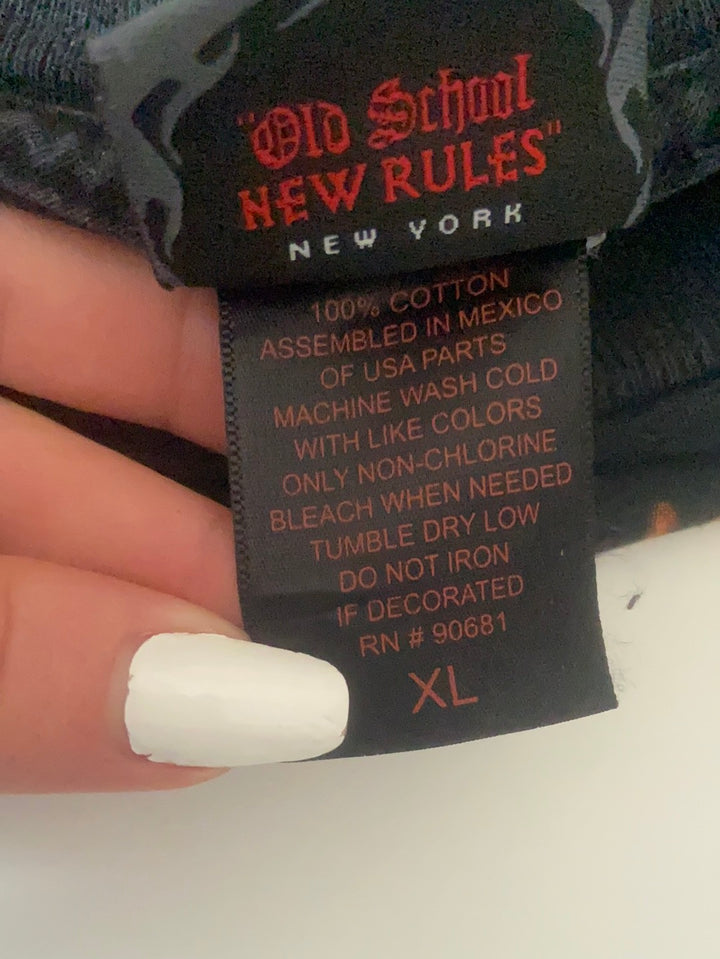 "Old School
NEW RULES"
NEW YORK
100% COTTON
ASSEMBLED IN MEXICO
OF USA PARTS
MACHINE WASH COLD
WITH LIKE COLORS
ONLY NON-CHLORINE
BLEACH WHEN NEEDED
TUMBLE DRY LOW
DO NOT IRON
IF DECORATED
RN # 90681
XL